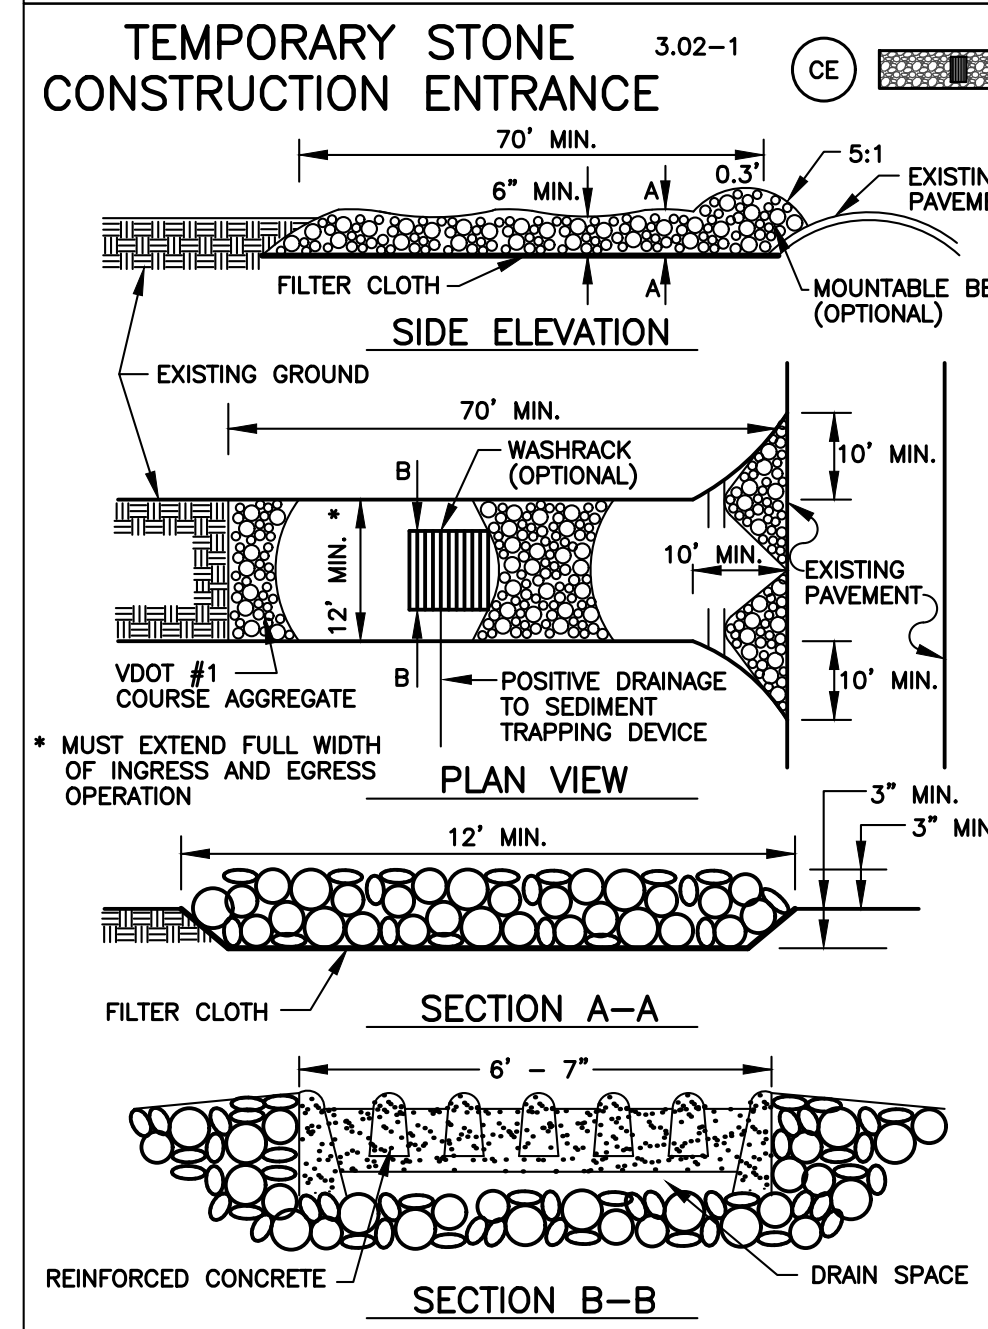 TEMPORARY STONE
CONSTRUCTION ENTRANCE
3.02-1
CE
70' MIN.
5:1
0.3'
6" MIN.
A
FILTER CLOTH
A
MOUNTABLE
(OPTIONAL)
SIDE ELEVATION
EXISTING GROUND
70' MIN.
WASHRACK
(OPTIONAL)
B
10' MIN.
12' MIN. *
10' MIN.
EXISTING
PAVEMENT
VDOT #1
COURSE AGGREGATE
B
POSITIVE DRAINAGE
TO SEDIMENT
TRAPPING DEVICE
10' MIN.
* MUST EXTEND FULL WIDTH
OF INGRESS AND EGRESS
OPERATION
PLAN VIEW
3" MIN.
3" MIN
12' MIN.
FILTER CLOTH
SECTION A-A
6' - 7"
REINFORCED CONCRETE
DRAIN SPACE
SECTION B-B